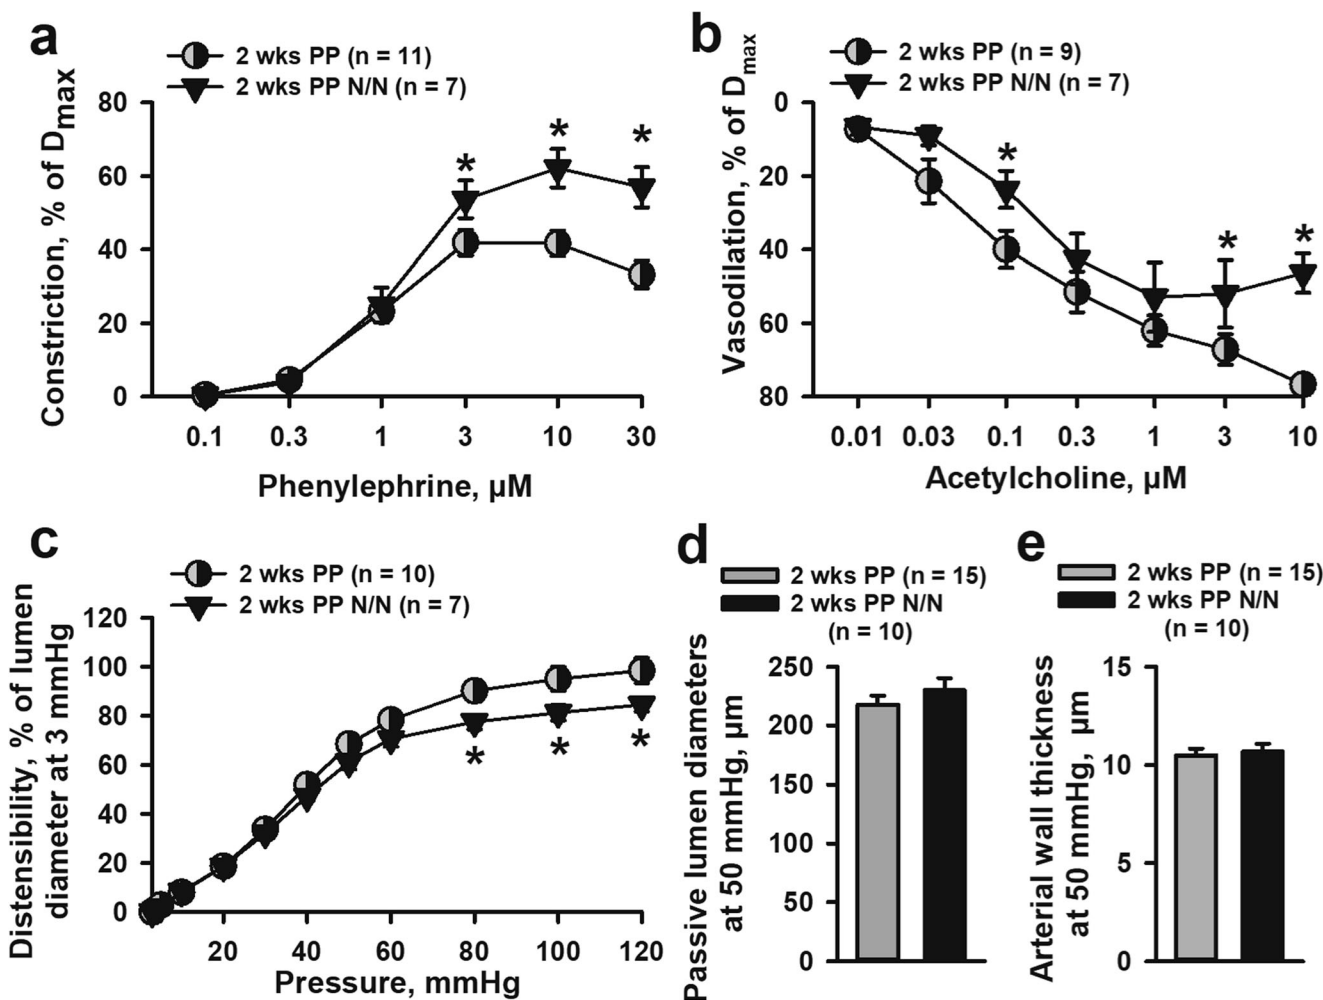 a
2 wks PP (n = 11)
2 wks PP N/N (n = 7)
Constriction, % of Dmax
80
60
40
20
0
* * *
0.1 0.3 1 3 10 30
Phenylephrine, µM
b
2 wks PP (n = 9)
2 wks PP N/N (n = 7)
Vasodilation, % of Dmax
0
20
40
60
80
* * *
0.01 0.03 0.1 0.3 1 3 10
Acetylcholine, µM
c
2 wks PP (n = 10)
2 wks PP N/N (n = 7)
Distensibility, % of lumen
diameter at 3 mmHg
120
100
80
60
40
20
0
* * *
20 40 60 80 100 120
Pressure, mmHg
d
2 wks PP (n = 15)
2 wks PP N/N
(n = 10)
Passive lumen diameters
at 50 mmHg, µm
250
200
150
100
50
0
e
2 wks PP (n = 15)
2 wks PP N/N
(n = 10)
Arterial wall thickness
at 50 mmHg, µm
15
10
5
0